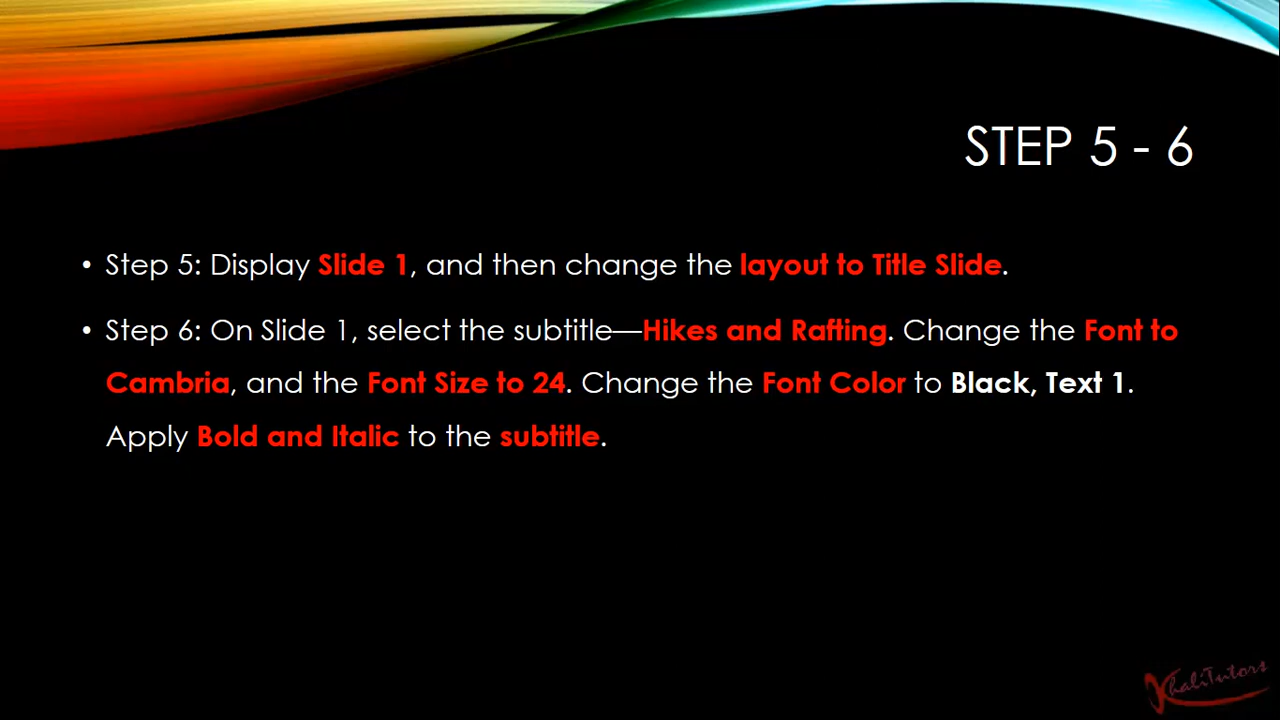 STEP 5 - 6
• Step 5: Display Slide 1, and then change the layout to Title Slide.
• Step 6: On Slide 1, select the subtitle—Hikes and Rafting. Change the Font to
Cambria, and the Font Size to 24. Change the Font Color to Black, Text 1.
Apply Bold and Italic to the subtitle.
KhaliTutors